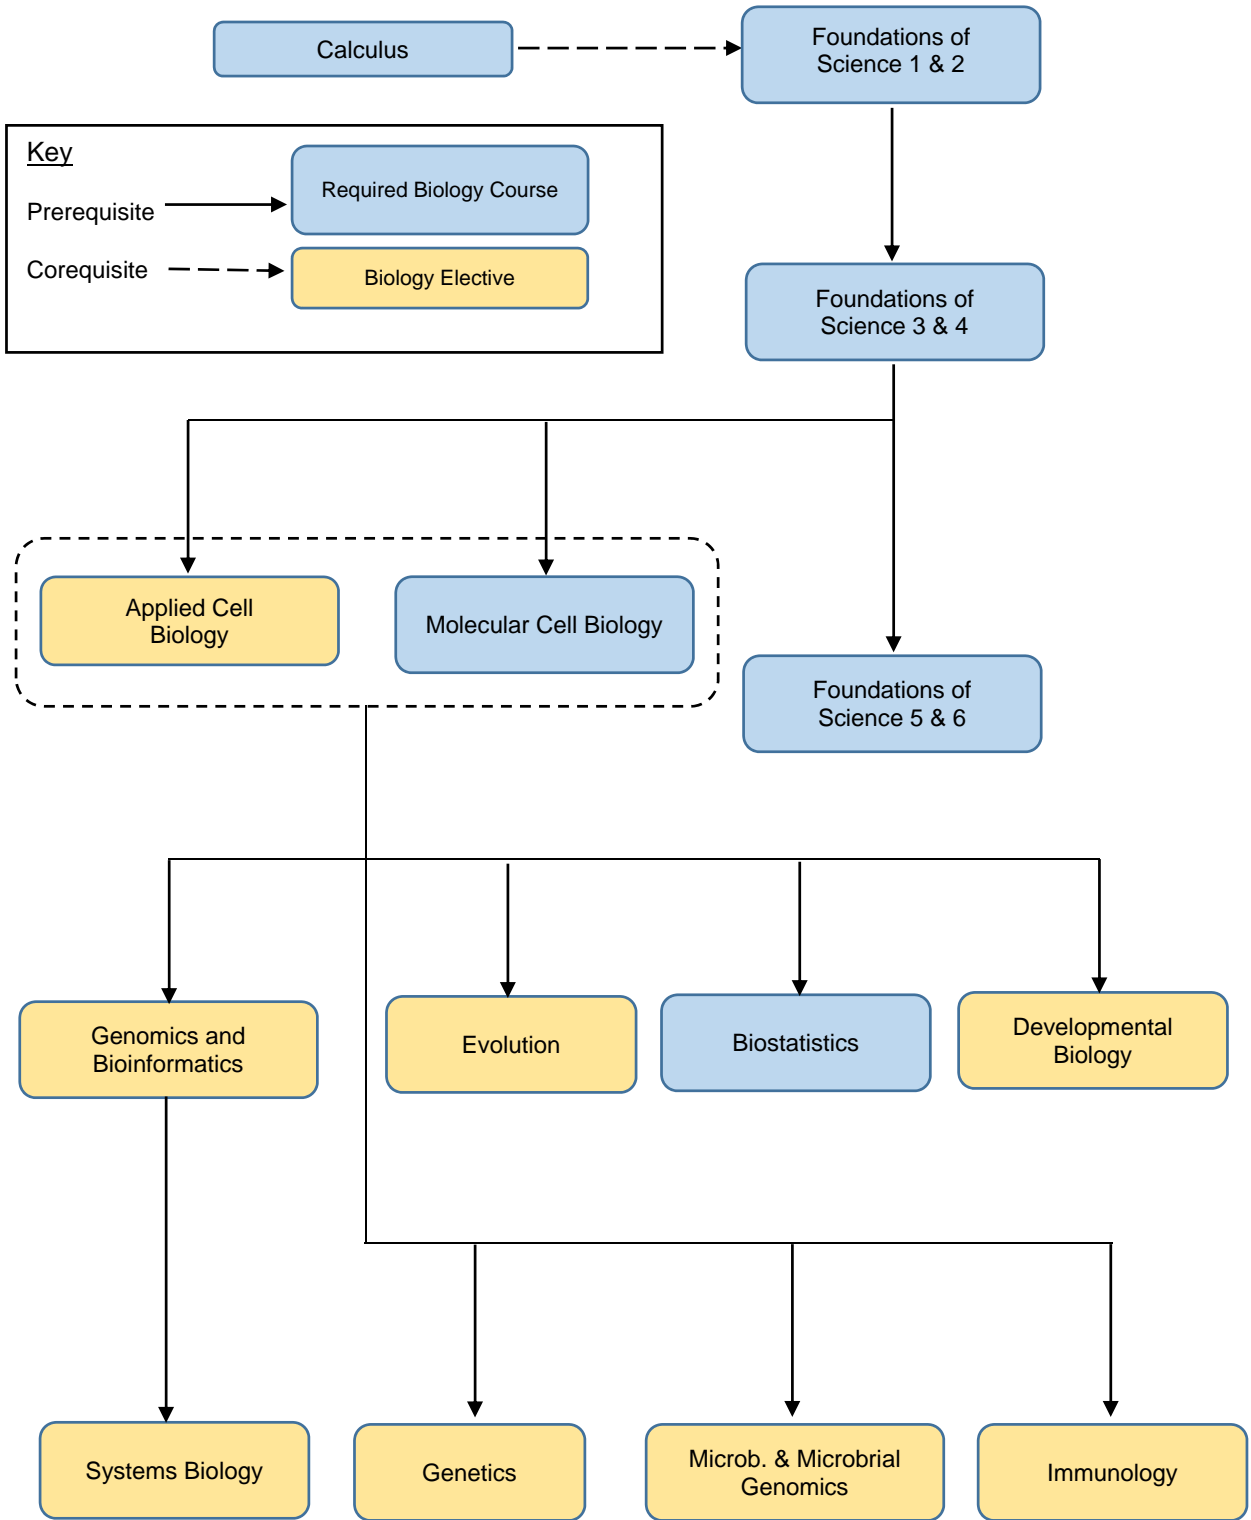 Calculus
Foundations of
Science 1 & 2
Key
Prerequisite
Required Biology Course
Corequisite
Biology Elective
Foundations of
Science 3 & 4
Applied Cell
Biology
Molecular Cell Biology
Foundations of
Science 5 & 6
Genomics and
Bioinformatics
Evolution
Biostatistics
Developmental
Biology
Systems Biology
Genetics
Microb. & Microbrial
Genomics
Immunology